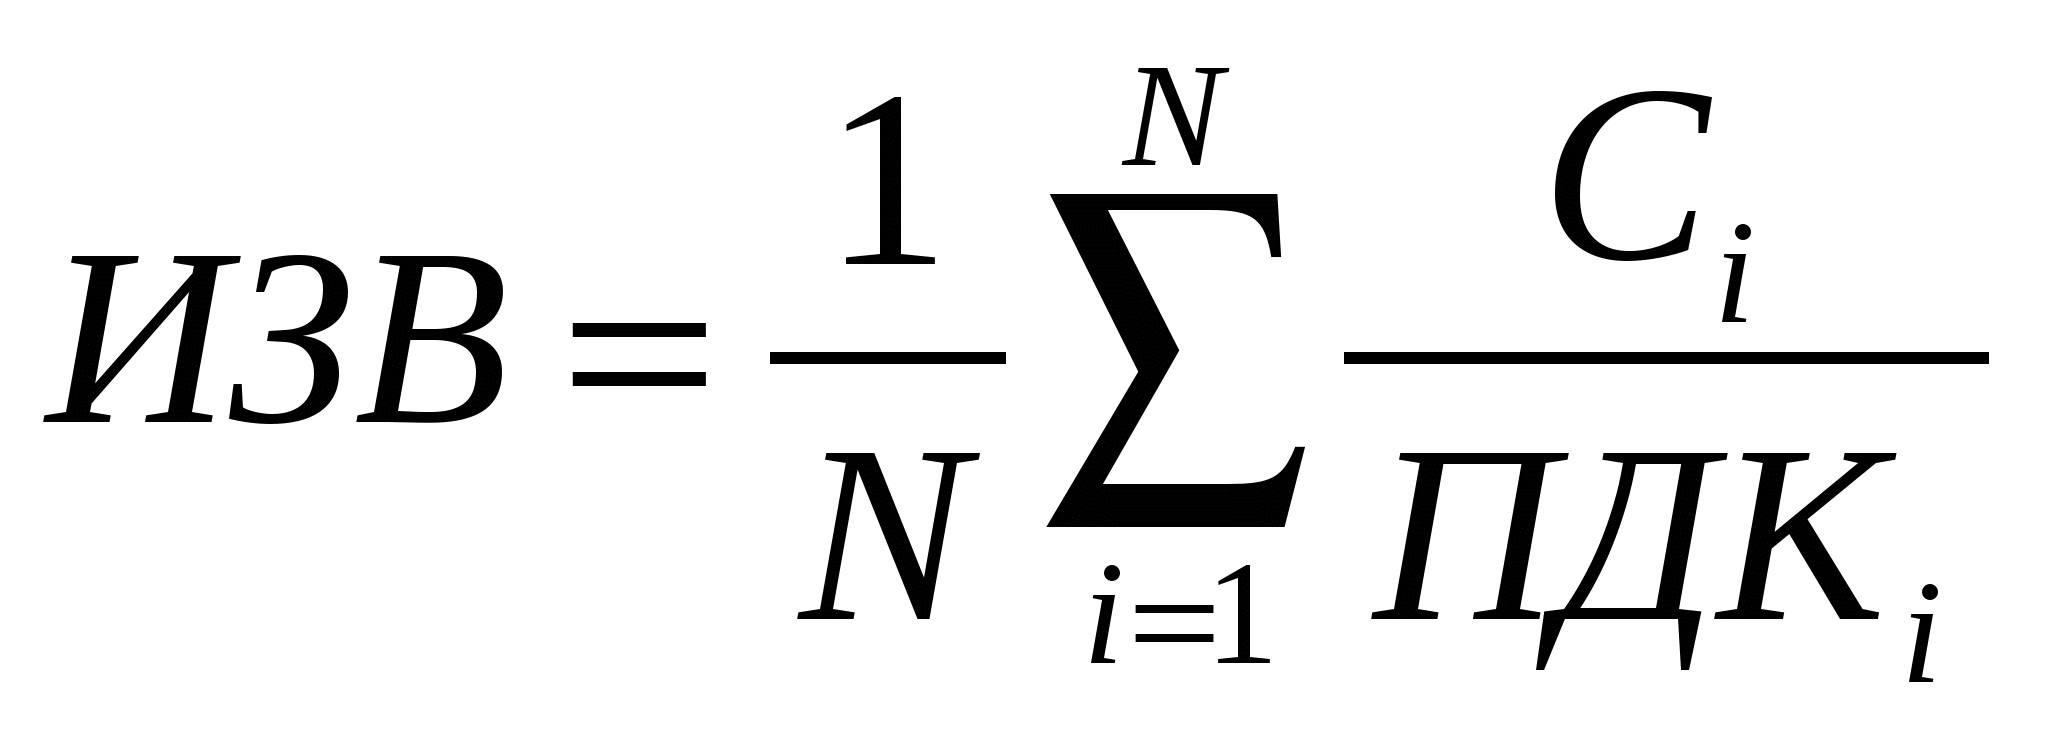 ИЗВ = 1/N ∑_{i=1}^{N} C_i/ПДК_i